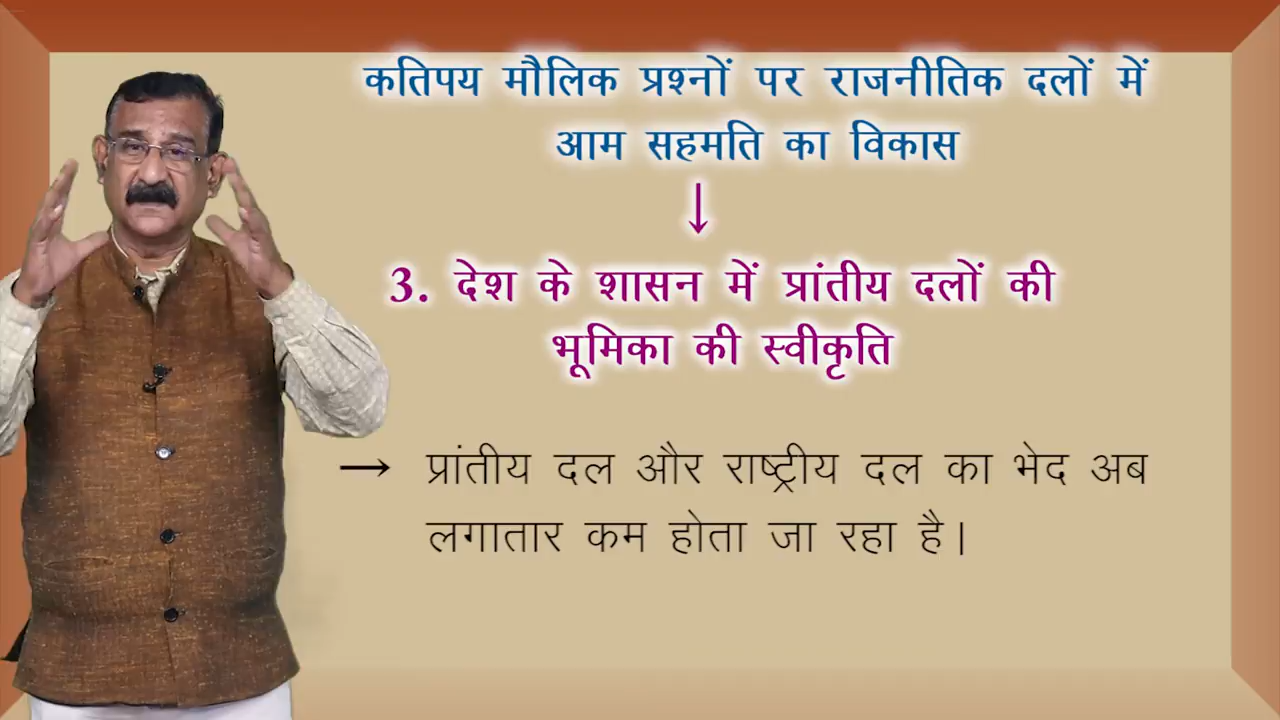 कतिपय मौलिक प्रश्नों पर राजनीतिक दलों में
आम सहमति का विकास
↓
3. देश के शासन में प्रांतीय दलों की
भूमिका की स्वीकृति
→ प्रांतीय दल और राष्ट्रीय दल का भेद अब
लगातार कम होता जा रहा है।